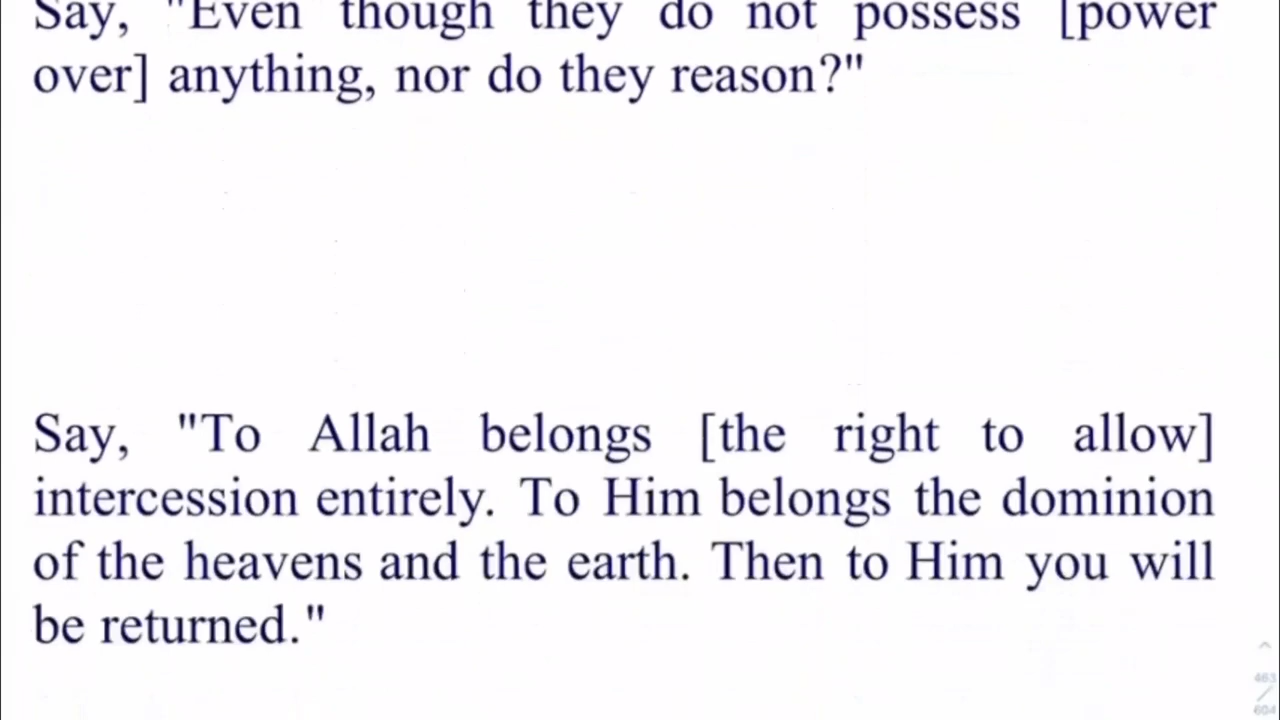 Say, "Even though they do not possess [power
over] anything, nor do they reason?"
Say, "To Allah belongs [the right to allow]
intercession entirely. To Him belongs the dominion
of the heavens and the earth. Then to Him you will
be returned."
463
/
604